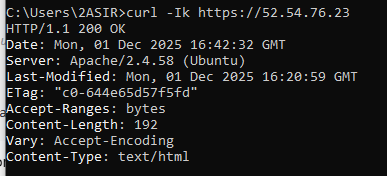 C:\Users\2ASIR>curl -Ik https://52.54.76.23
HTTP/1.1 200 OK
Date: Mon, 01 Dec 2025 16:42:32 GMT
Server: Apache/2.4.58 (Ubuntu)
Last-Modified: Mon, 01 Dec 2025 16:20:59 GMT
ETag: "c0-644e65d57f5fd"
Accept-Ranges: bytes
Content-Length: 192
Vary: Accept-Encoding
Content-Type: text/html